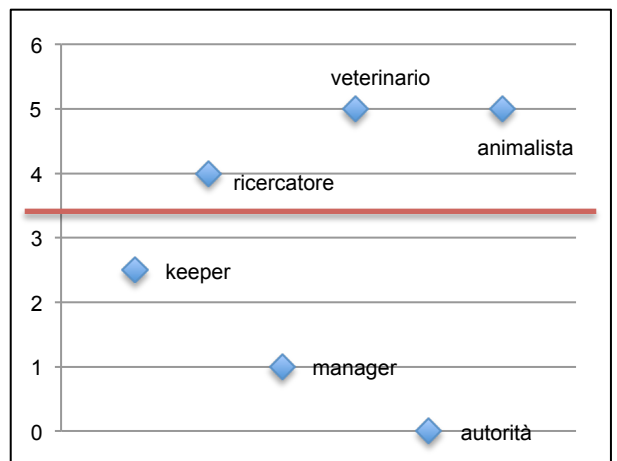 6
veterinario
5
animalista
4
ricercatore
3
keeper
2
1
manager
0
autorità